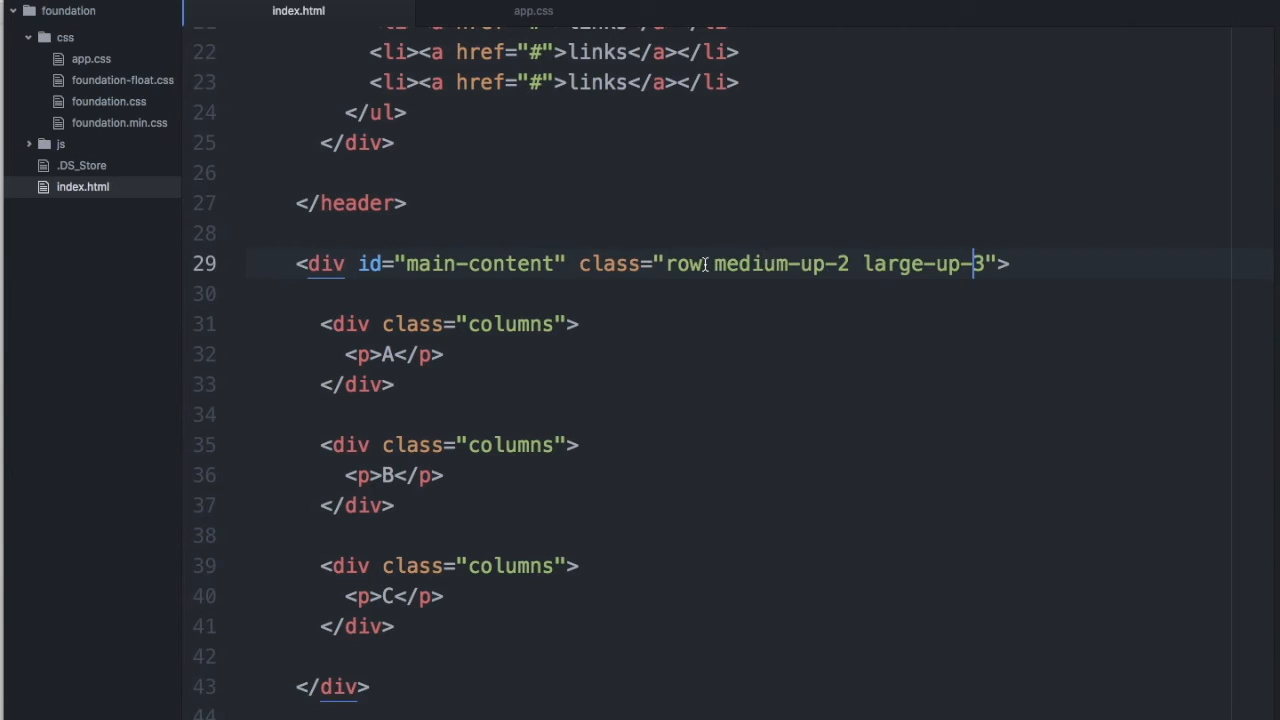 foundation
css
app.css
foundation-float.css
foundation.css
foundation.min.css
js
.DS_Store
index.html
index.html
app.css
22 <li><a href="#">links</a></li>
23 <li><a href="#">links</a></li>
24 </ul>
25 </div>
26
27 </header>
28
29 <div id="main-content" class="row medium-up-2 large-up-3">
30
31 <div class="columns">
32 <p>A</p>
33 </div>
34
35 <div class="columns">
36 <p>B</p>
37 </div>
38
39 <div class="columns">
40 <p>C</p>
41 </div>
42
43 </div>